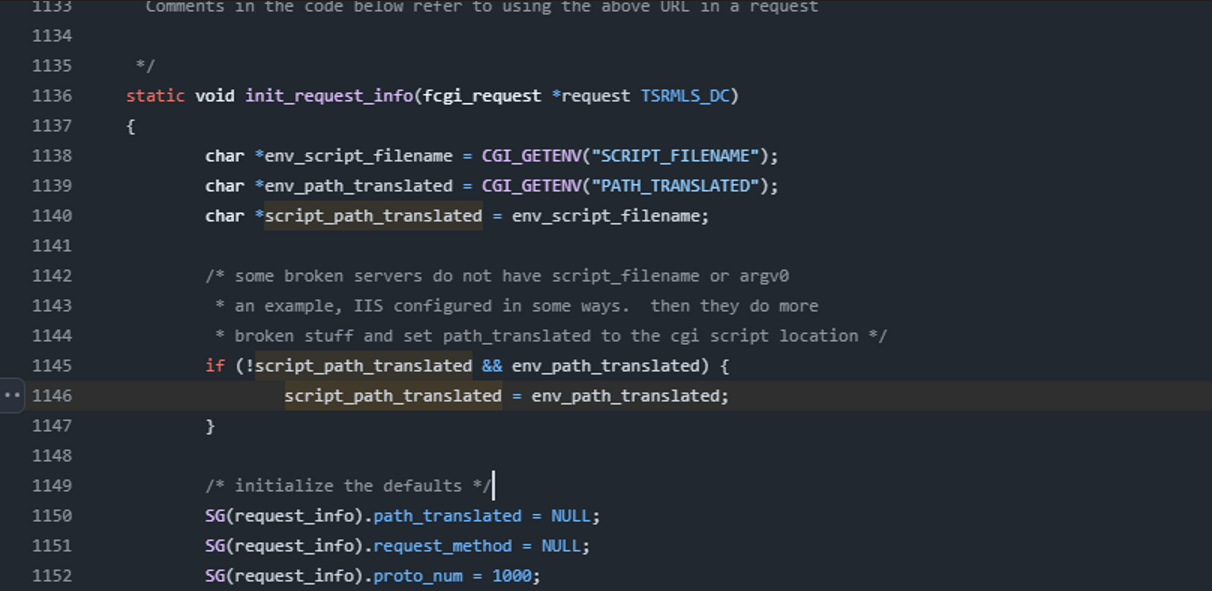 1133 Comments in the code below refer to using the above URL in a request
1134
1135 */
1136 static void init_request_info(fcgi_request *request TSRMLS_DC)
1137 {
1138 char *env_script_filename = CGI_GETENV("SCRIPT_FILENAME");
1139 char *env_path_translated = CGI_GETENV("PATH_TRANSLATED");
1140 char *script_path_translated = env_script_filename;
1141
1142 /* some broken servers do not have script_filename or argv0
1143 * an example, IIS configured in some ways.  then they do more
1144 * broken stuff and set path_translated to the cgi script location */
1145 if (!script_path_translated && env_path_translated) {
1146 script_path_translated = env_path_translated;
1147 }
1148
1149 /* initialize the defaults */
1150 SG(request_info).path_translated = NULL;
1151 SG(request_info).request_method = NULL;
1152 SG(request_info).proto_num = 1000;